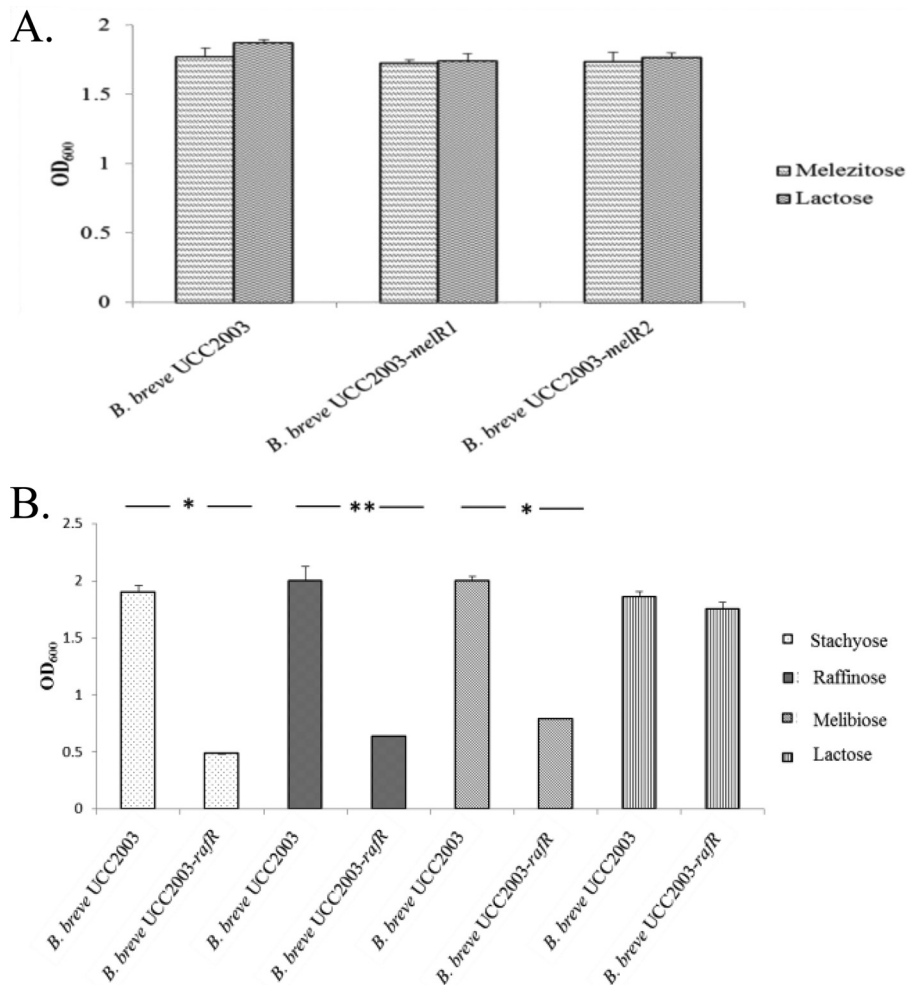 A.
2
1.5
1
0.5
0
OD600
Melezitose
Lactose
B. breve UCC2003
B. breve UCC2003-melR1
B. breve UCC2003-melR2
B.
* ** *
2.5
2
1.5
1
0.5
0
OD600
Stachyose
Raffinose
Melibiose
Lactose
B. breve UCC2003
B. breve UCC2003-rafR
B. breve UCC2003
B. breve UCC2003-rafR
B. breve UCC2003
B. breve UCC2003-rafR
B. breve UCC2003
B. breve UCC2003-rafR